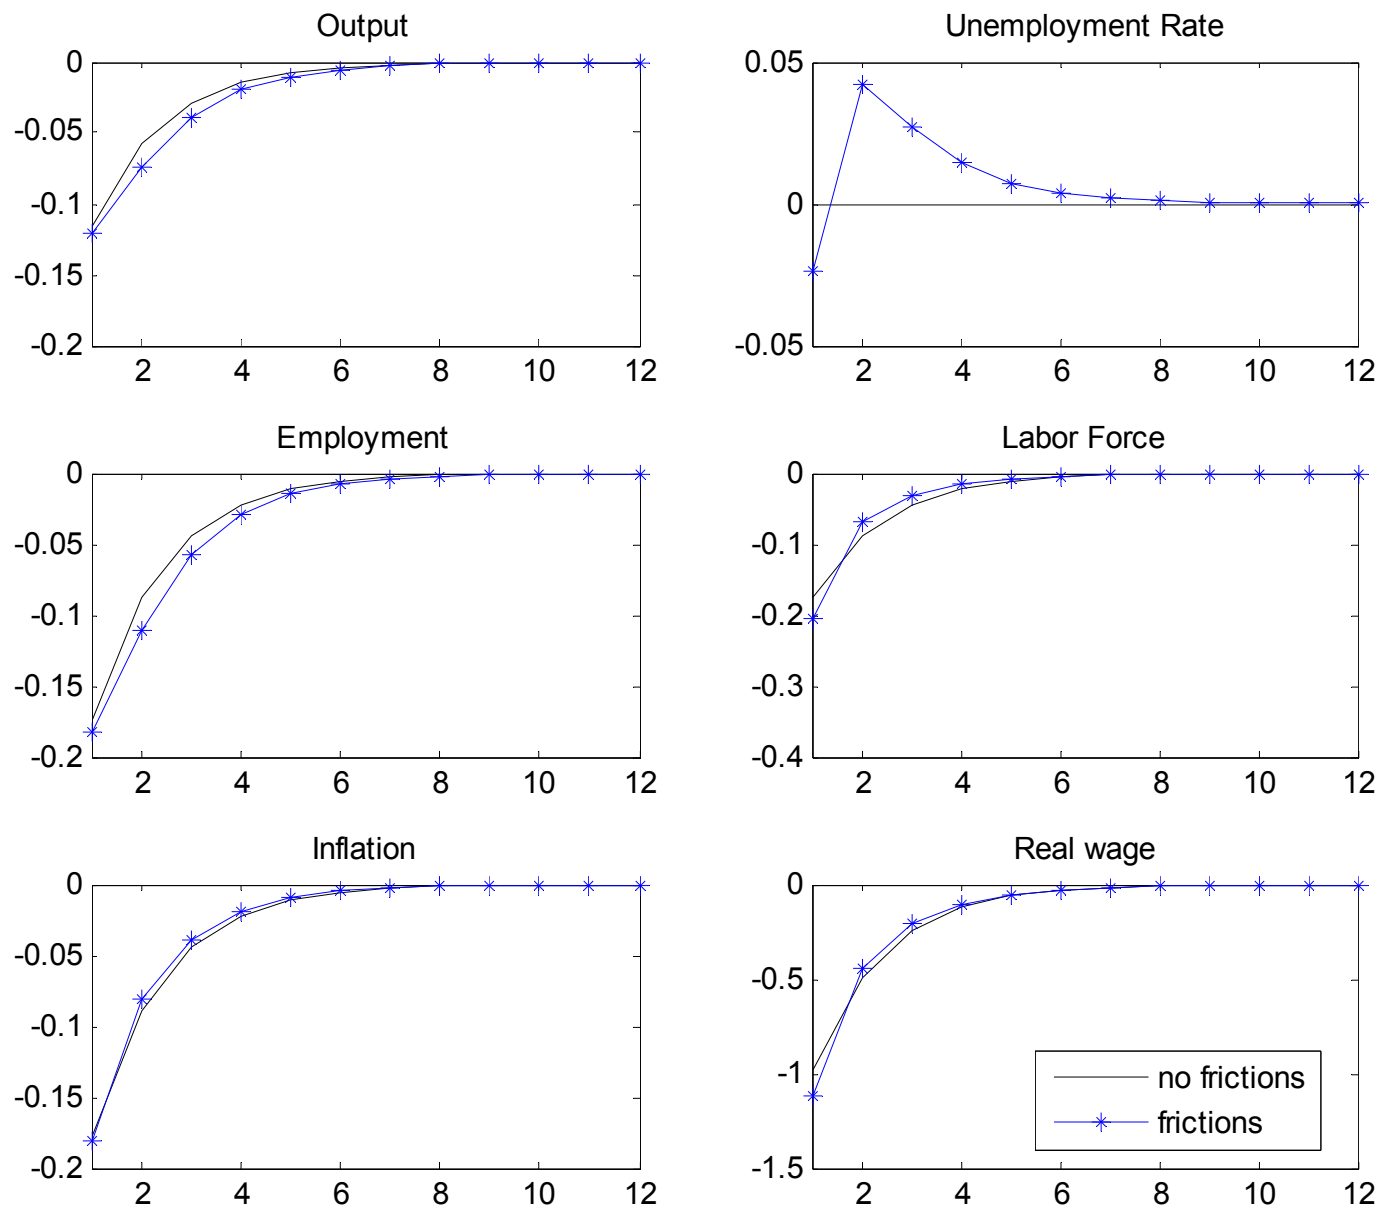 Output
0
-0.05
-0.1
-0.15
-0.2
2 4 6 8 10 12
Unemployment Rate
0.05
0
-0.05
2 4 6 8 10 12
Employment
0
-0.05
-0.1
-0.15
-0.2
2 4 6 8 10 12
Labor Force
0
-0.1
-0.2
-0.3
-0.4
2 4 6 8 10 12
Inflation
0
-0.05
-0.1
-0.15
-0.2
2 4 6 8 10 12
Real wage
0
-0.5
-1
-1.5
no frictions
frictions
2 4 6 8 10 12